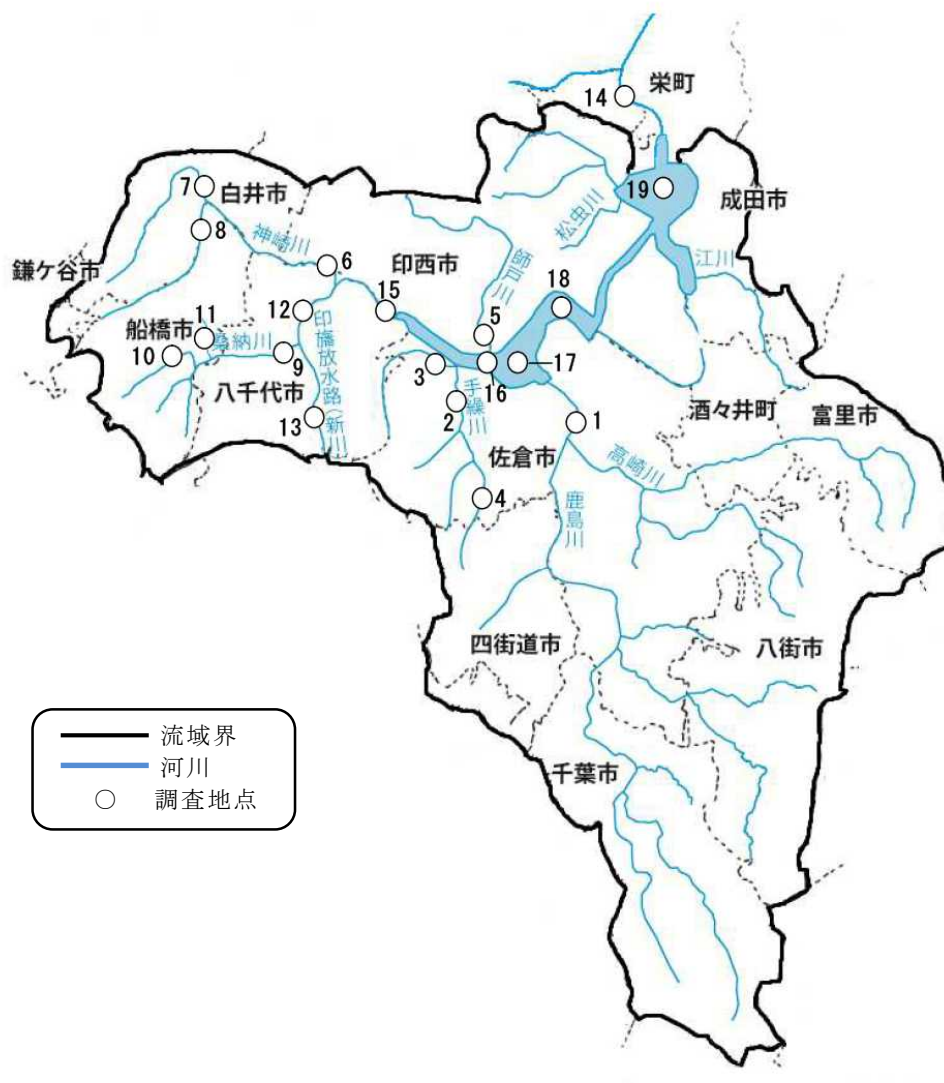 14
栄町
7
白井市
19
成田市
8
神崎川
松虫川
師戸川
江川
鎌ケ谷市
印西市
6
18
12
15
船橋市
11
5
桑納川
10
9
印旛放水路(新川)
3
16
17
八千代市
手繰川
2
13
1
酒々井町
富里市
佐倉市
高崎川
4
鹿島川
四街道市
八街市
千葉市
流域界
河川
調査地点